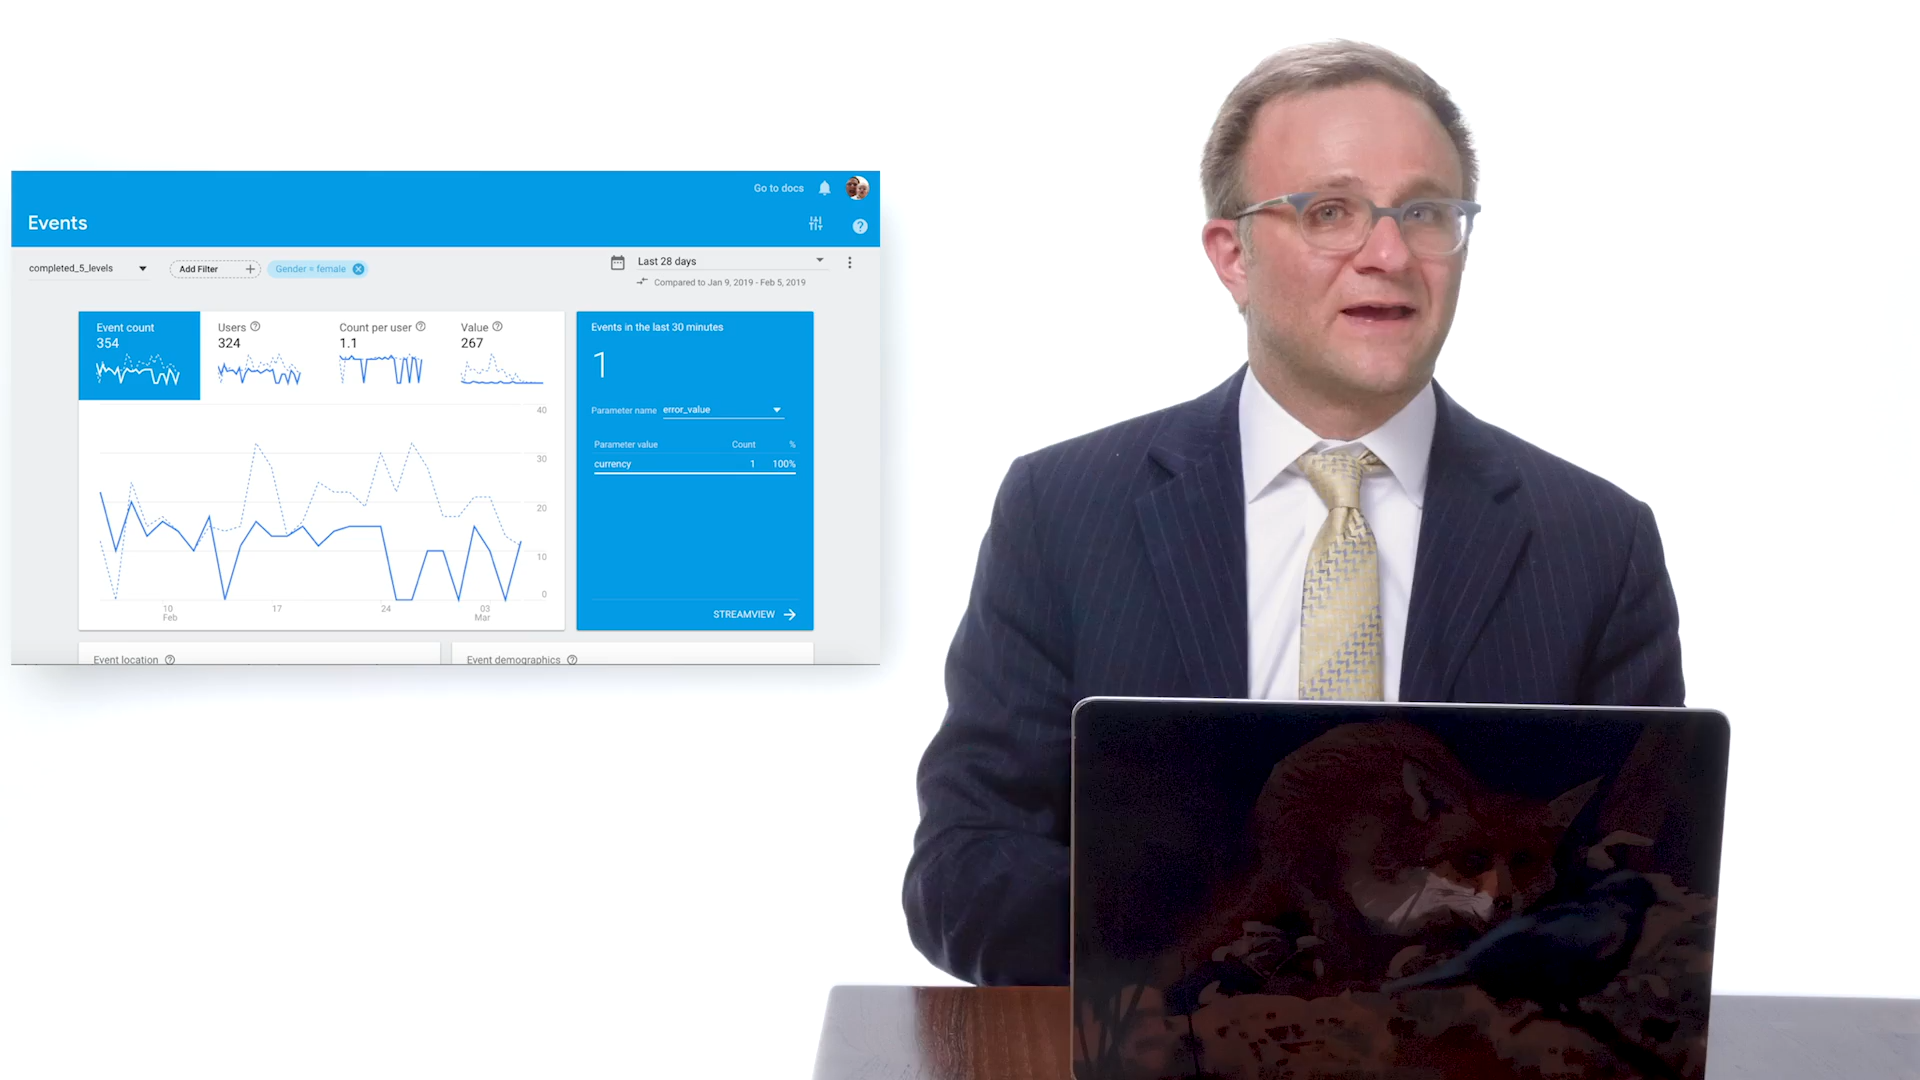 Go to docs
Events
completed_5_levels
Add Filter
Gender = female
Last 28 days
Compared to Jan 9, 2019 - Feb 5, 2019
Event count
354
Users
324
Count per user
1.1
Value
267
40
30
20
10
0
10
Feb
17
24
03
Mar
Events in the last 30 minutes
1
Parameter name error_value
Parameter value Count %
currency 1 100%
STREAMVIEW
Event location
Event demographics